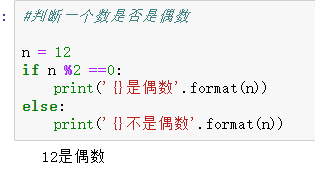 :
#判断一个数是否是偶数
n = 12
if n %2 ==0:
    print('{}是偶数'.format(n))
else:
    print('{}不是偶数'.format(n))
12是偶数